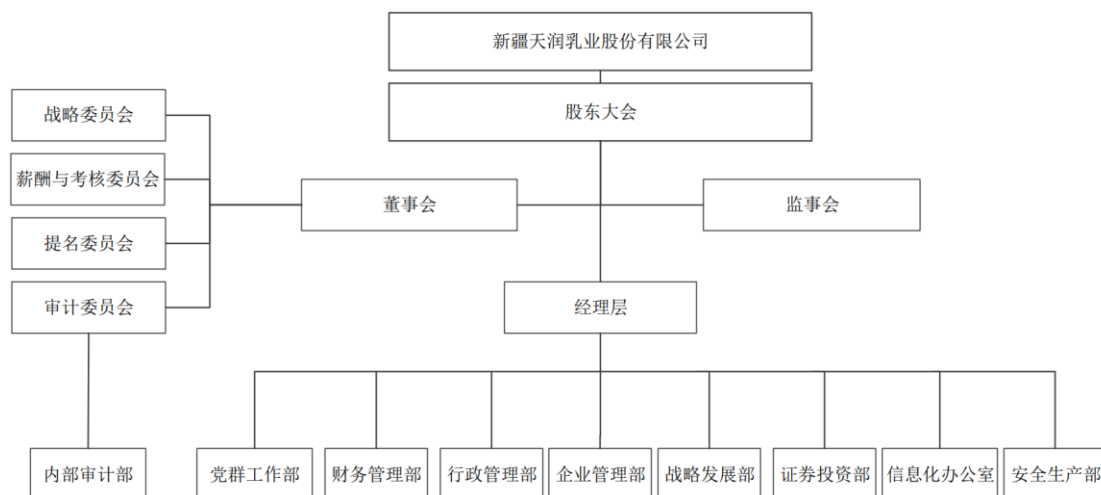 新疆天润乳业股份有限公司
股东大会
战略委员会
薪酬与考核委员会
董事会
监事会
提名委员会
审计委员会
经理层
内部审计部
党群工作部
财务管理部
行政管理部
企业管理部
战略发展部
证券投资部
信息化办公室
安全生产部